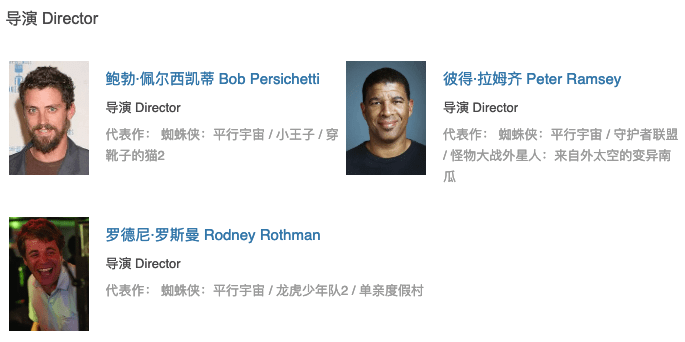 导演 Director
鲍勃·佩尔西凯蒂 Bob Persichetti
导演 Director
代表作： 蜘蛛侠：平行宇宙 / 小王子 / 穿
靴子的猫2
彼得·拉姆齐 Peter Ramsey
导演 Director
代表作： 蜘蛛侠：平行宇宙 / 守护者联盟
/ 怪物大战外星人：来自外太空的变异南
瓜
罗德尼·罗斯曼 Rodney Rothman
导演 Director
代表作： 蜘蛛侠：平行宇宙 / 龙虎少年队2 / 单亲度假村